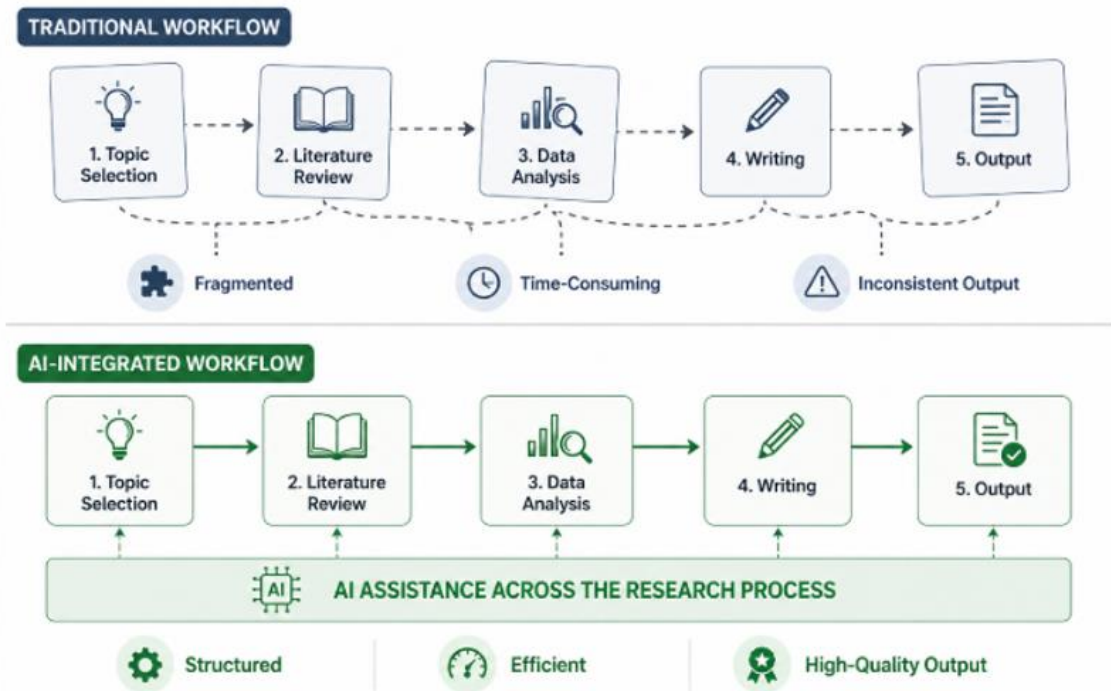 TRADITIONAL WORKFLOW
1. Topic
Selection
2. Literature
Review
3. Data
Analysis
4. Writing
5. Output
Fragmented
Time-Consuming
Inconsistent Output
AI-INTEGRATED WORKFLOW
1. Topic
Selection
2. Literature
Review
3. Data
Analysis
4. Writing
5. Output
AI
AI ASSISTANCE ACROSS THE RESEARCH PROCESS
Structured
Efficient
High-Quality Output